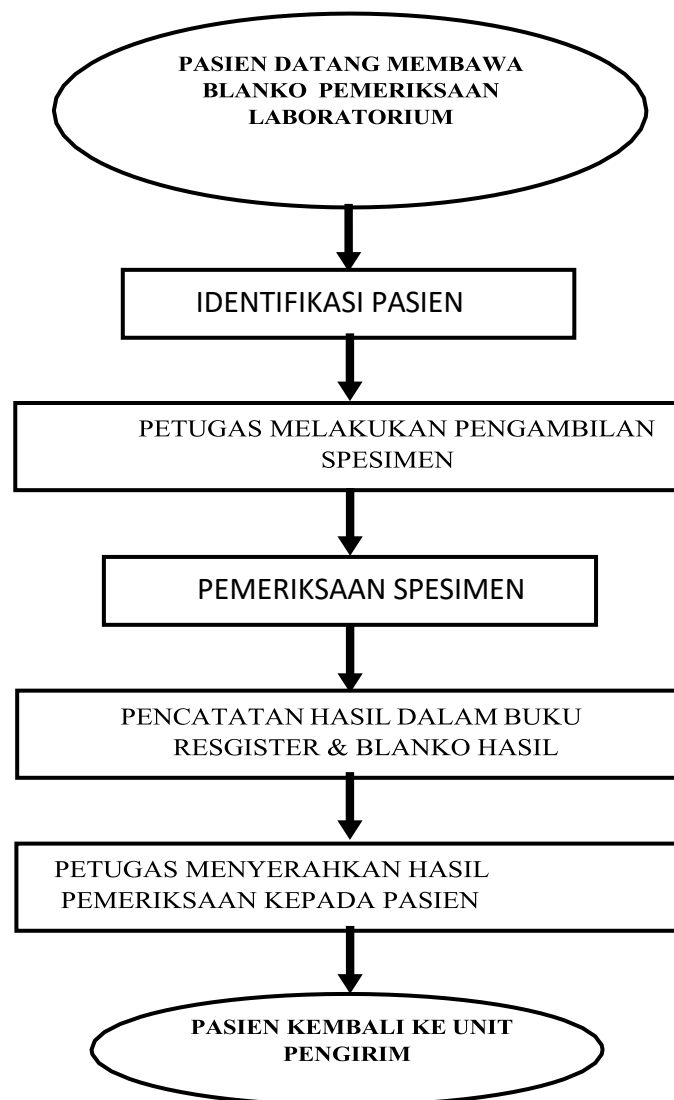 PASIEN DATANG MEMBAWA
BLANKO PEMERIKSAAN
LABORATORIUM
IDENTIFIKASI PASIEN
PETUGAS MELAKUKAN PENGAMBILAN
SPESIMEN
PEMERIKSAAN SPESIMEN
PENCATATAN HASIL DALAM BUKU
RESGISTER & BLANKO HASIL
PETUGAS MENYERAHKAN HASIL
PEMERIKSAAN KEPADA PASIEN
PASIEN KEMBALI KE UNIT
PENGIRIM